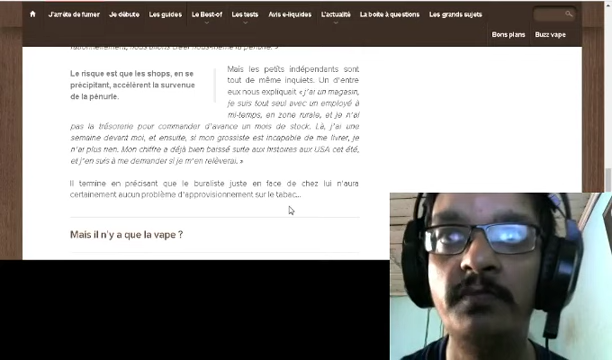 J'arrête de fumer Je débute Les guides Le Best-of Les tests Avis e-liquides L'actualité La boîte à questions Les grands sujets
Bons plans Buzz vape
Le risque est que les shops, en se
précipitant, accélèrent la survenue
de la pénurie.
Mais les petits indépendants sont
tout de même inquiets. Un d'entre
eux nous expliquait « j'ai un magasin,
je suis tout seul avec un employé à
mi-temps, en zone rurale, et je n'ai
pas la trésorerie pour commander d'avance un mois de stock. Là, j'ai une
semaine devant moi, et ensuite, si mon grossiste est incapable de me livrer, je
n'ai plus rien. Mon chiffre a déjà bien baissé suite aux histoires aux USA cet été,
et j'en suis à me demander si je m'en relèverai. »
Il termine en précisant que le buraliste juste en face de chez lui n'aura
certainement aucun problème d'approvisionnement sur le tabac...
Mais il n'y a que la vape ?